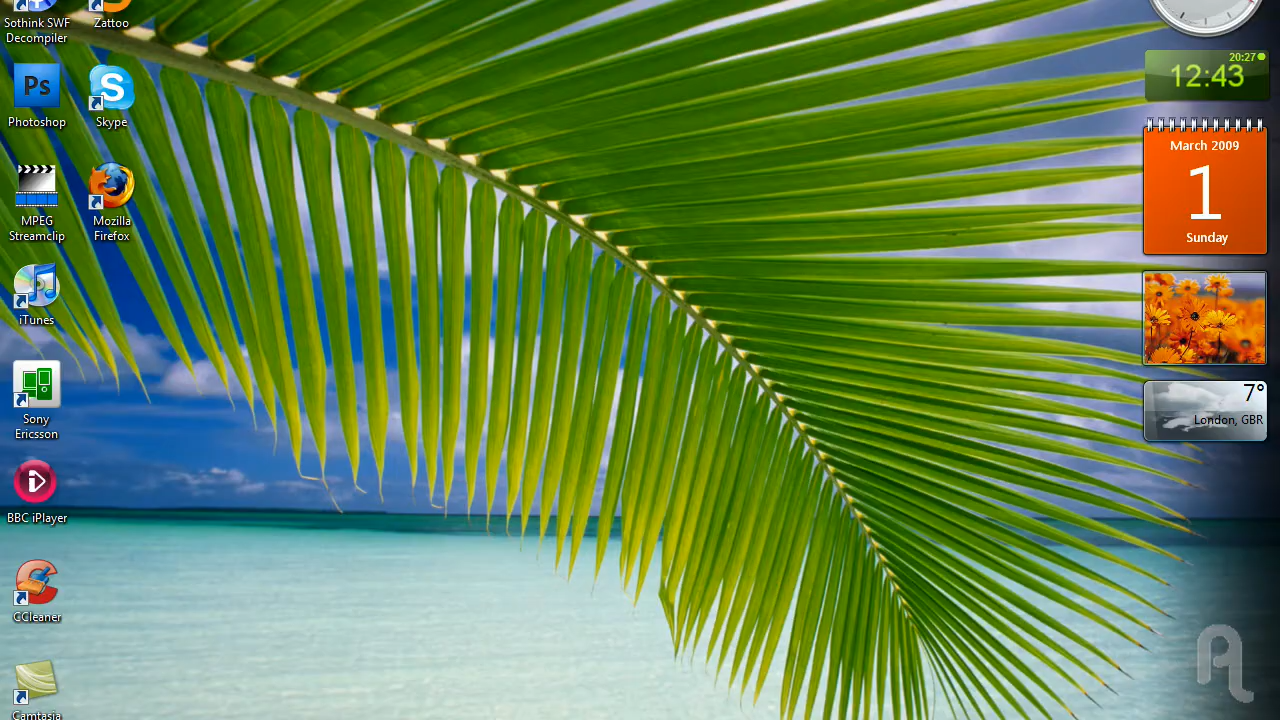 Sothink SWF
Decompiler
Zattoo
Ps
Photoshop
S
Skype
MPEG
Streamclip
Mozilla
Firefox
iTunes
Sony
Ericsson
BBC iPlayer
CCleaner
Camtasia
20:27
12:43
March 2009
1
Sunday
7°
London, GBR